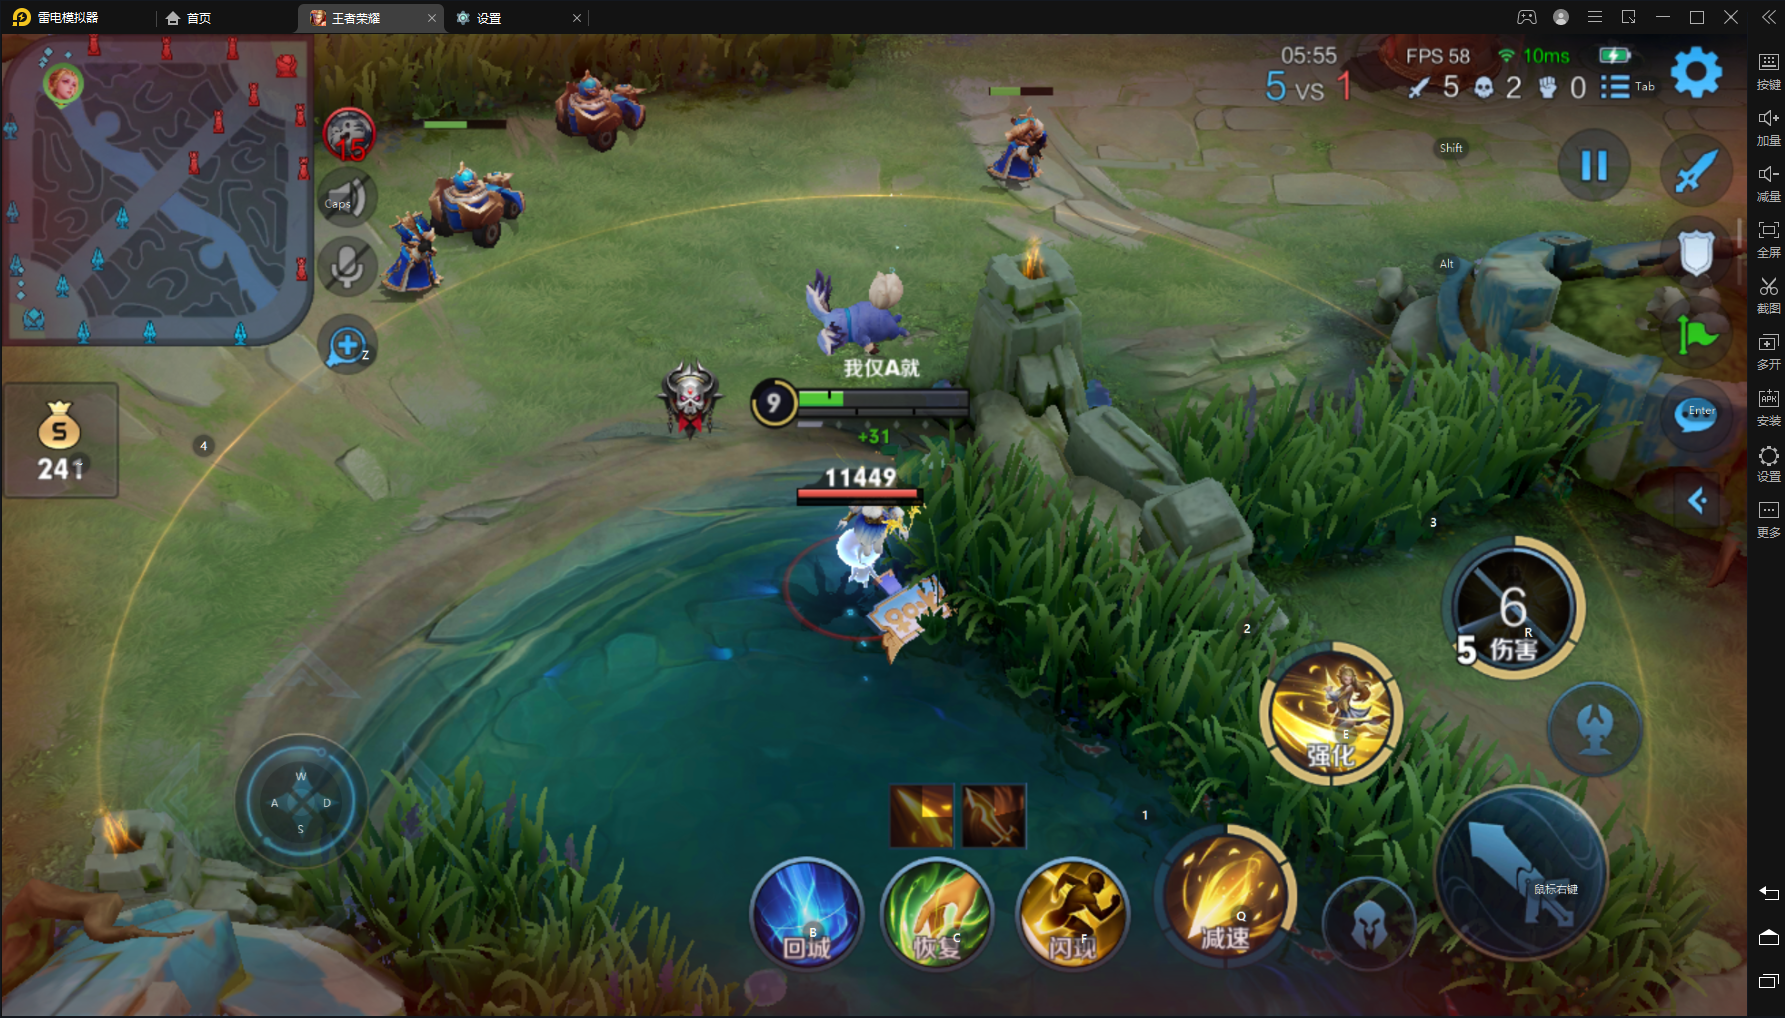 雷电模拟器
首页
王者荣耀
设置
05:55
FPS 58
10ms
5 vs 1
5
2
0
Tab
按键
加量
减量
全屏
截图
多开
安装
设置
更多
APK
15
Caps
Shift
Alt
Z
Enter
我仅A就
9
+31
11449
S
241
4
3
2
1
6
R
5
伤害
E
强化
W
A
D
S
B
回城
C
恢复
F
闪现
Q
减速
鼠标右键